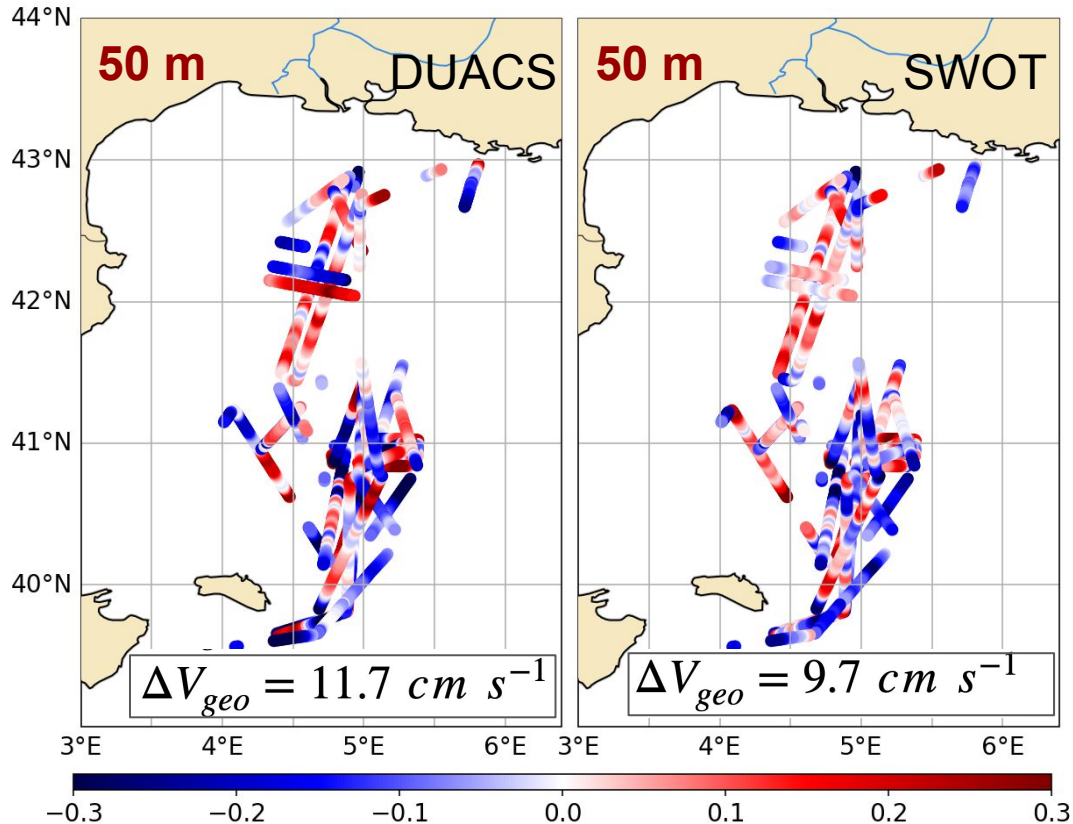 44°N
50 m DUACS
50 m SWOT
43°N
42°N
41°N
40°N
ΔV_geo = 11.7 cm s⁻¹
ΔV_geo = 9.7 cm s⁻¹
3°E 4°E 5°E 6°E 3°E 4°E 5°E 6°E
−0.3 −0.2 −0.1 0.0 0.1 0.2 0.3